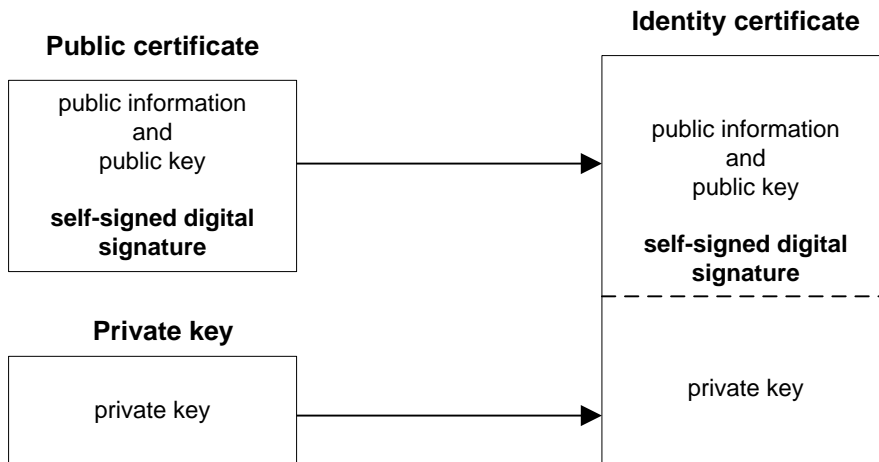 Public certificate
public information
and
public key
self-signed digital
signature
Private key
private key
Identity certificate
public information
and
public key
self-signed digital
signature
private key